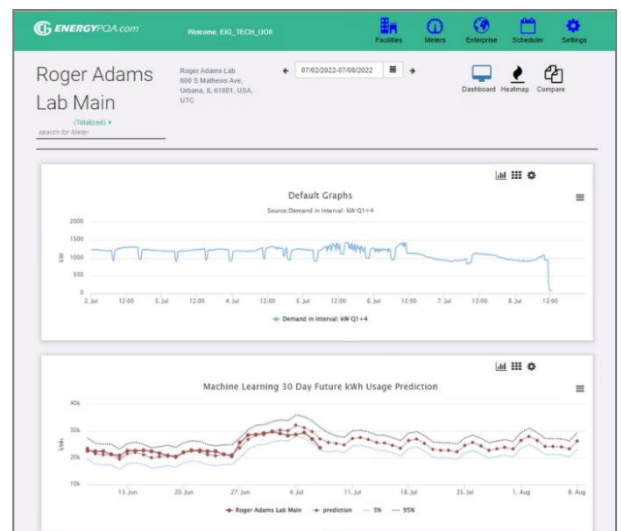 ENERGYPQA.com
Welcome, EIG_TECH_UOII
Facilities Meters Enterprise Scheduler Settings
Roger Adams
Lab Main
(Totalized)
search for Meter
Roger Adams Lab
600 S Mathews Ave,
Urbana, IL 61801, USA,
UTC
07/02/2022-07/08/2022
Dashboard Heatmap Compare
Default Graphs
Source:Demand in Interval: kW Q1+4
kW
2000
1500
1000
500
0
2. Jul 12:00 3. Jul 12:00 4. Jul 12:00 5. Jul 12:00 6. Jul 12:00 7. Jul 12:00 8. Jul 12:00
Demand in Interval: kW Q1+4
Machine Learning 30 Day Future kWh Usage Prediction
kWh
40k
30k
20k
10k
13. Jun 20. Jun 27. Jun 4. Jul 11. Jul 18. Jul 25. Jul 1. Aug 8. Aug
Roger Adams Lab Main prediction 5% 95%